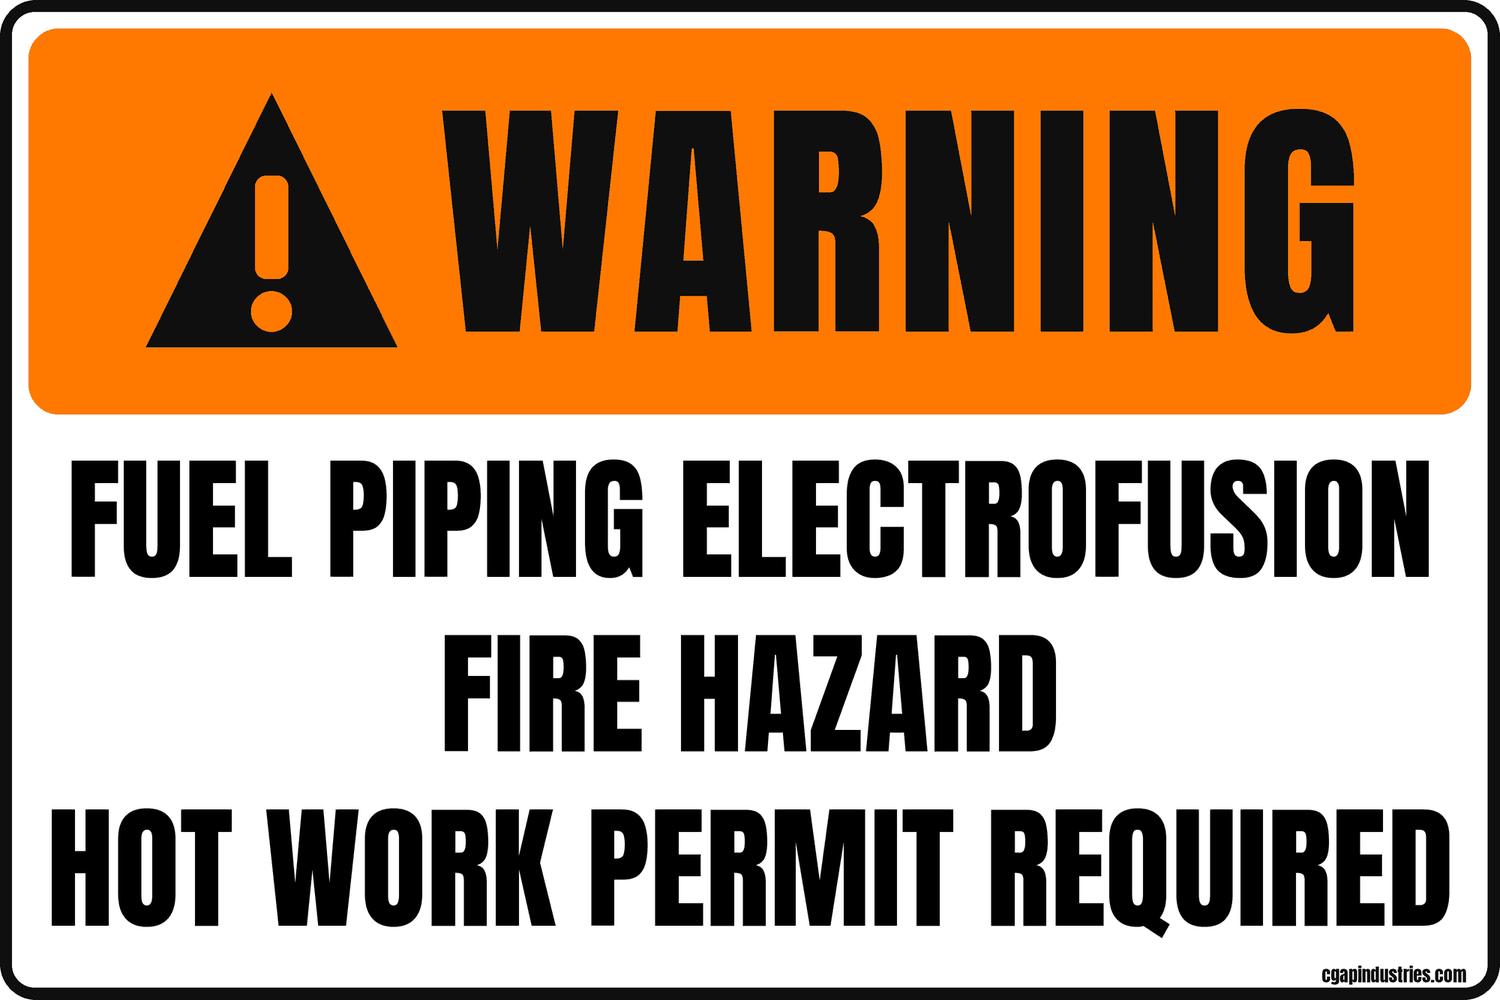 WARNING
FUEL PIPING ELECTROFUSION
FIRE HAZARD
HOT WORK PERMIT REQUIRED
cgapindustries.com